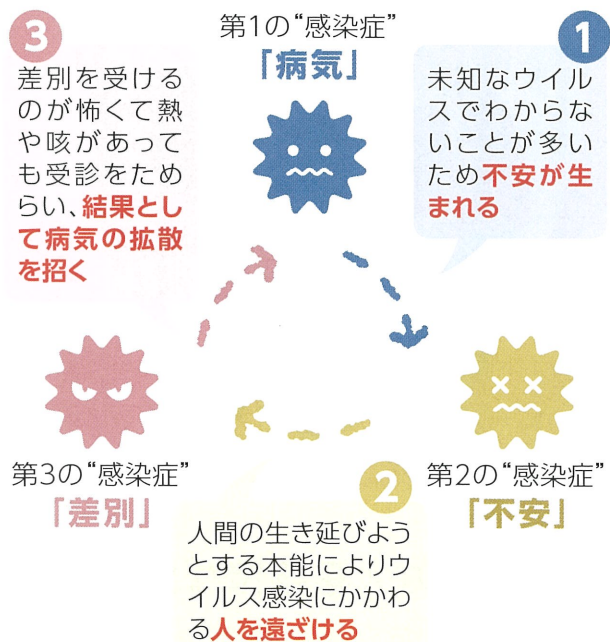 第1の“感染症”
「病気」
1
未知なウイル
スでわからな
いことが多い
ため不安が生
まれる
第2の“感染症”
「不安」
2
人間の生き延びよう
とする本能によりウ
イルス感染にかかわ
る人を遠ざける
第3の“感染症”
「差別」
3
差別を受ける
のが怖くて熱
や咳があって
も受診をため
らい、結果とし
て病気の拡散
を招く